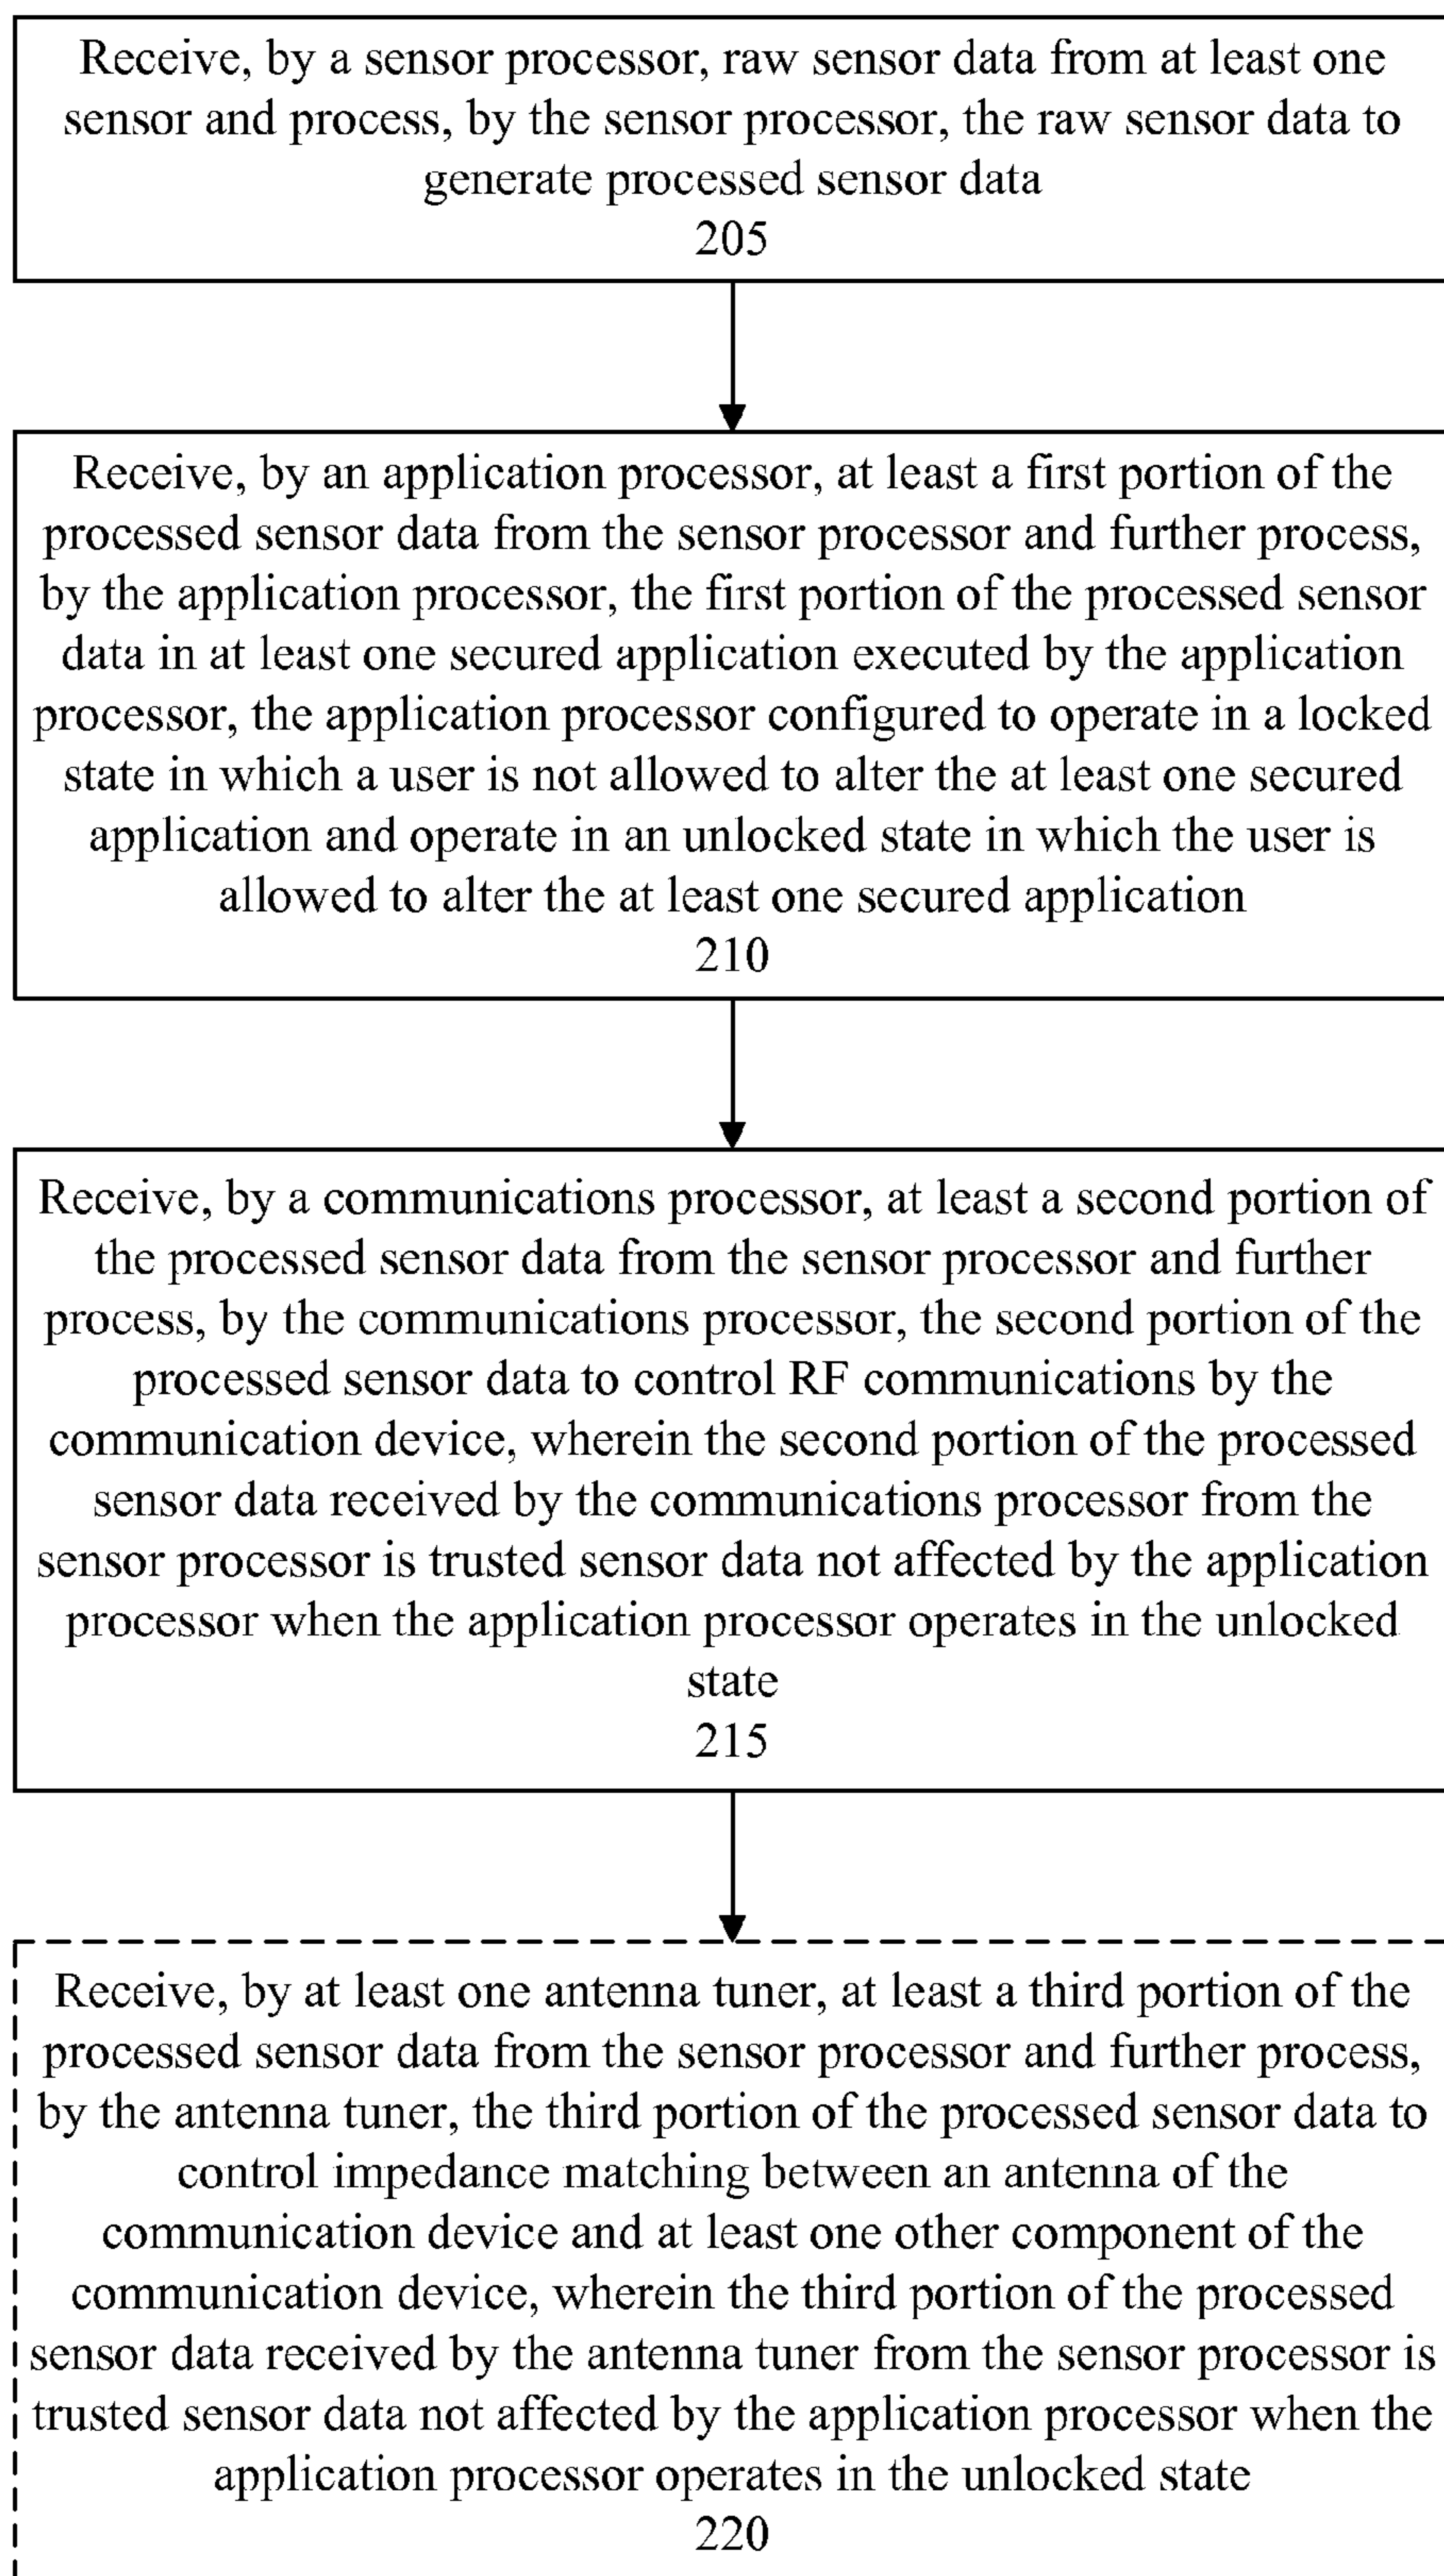 Receive, by a sensor processor, raw sensor data from at least one
sensor and process, by the sensor processor, the raw sensor data to
generate processed sensor data
205
Receive, by an application processor, at least a first portion of the
processed sensor data from the sensor processor and further process,
by the application processor, the first portion of the processed sensor
data in at least one secured application executed by the application
processor, the application processor configured to operate in a locked
state in which a user is not allowed to alter the at least one secured
application and operate in an unlocked state in which the user is
allowed to alter the at least one secured application
210
Receive, by a communications processor, at least a second portion of
the processed sensor data from the sensor processor and further
process, by the communications processor, the second portion of the
processed sensor data to control RF communications by the
communication device, wherein the second portion of the processed
sensor data received by the communications processor from the
sensor processor is trusted sensor data not affected by the application
processor when the application processor operates in the unlocked
state
215
Receive, by at least one antenna tuner, at least a third portion of the
processed sensor data from the sensor processor and further process,
by the antenna tuner, the third portion of the processed sensor data to
control impedance matching between an antenna of the
communication device and at least one other component of the
communication device, wherein the third portion of the processed
sensor data received by the antenna tuner from the sensor processor is
trusted sensor data not affected by the application processor when the
application processor operates in the unlocked state
220